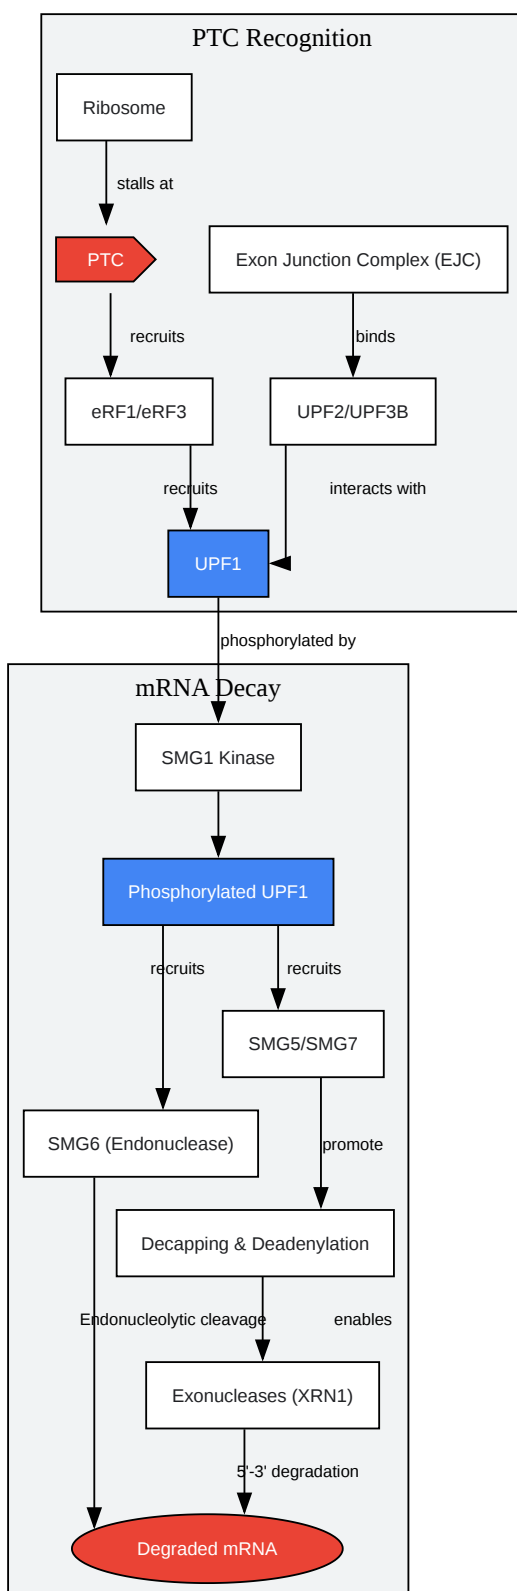 PTC Recognition
Ribosome
stalls at
PTC
Exon Junction Complex (EJC)
recruits
binds
eRF1/eRF3
UPF2/UPF3B
recruits
interacts with
UPF1
phosphorylated by
mRNA Decay
SMG1 Kinase
Phosphorylated UPF1
recruits
recruits
SMG5/SMG7
SMG6 (Endonuclease)
promote
Decapping & Deadenylation
Endonucleolytic cleavage
enables
Exonucleases (XRN1)
5'-3' degradation
Degraded mRNA